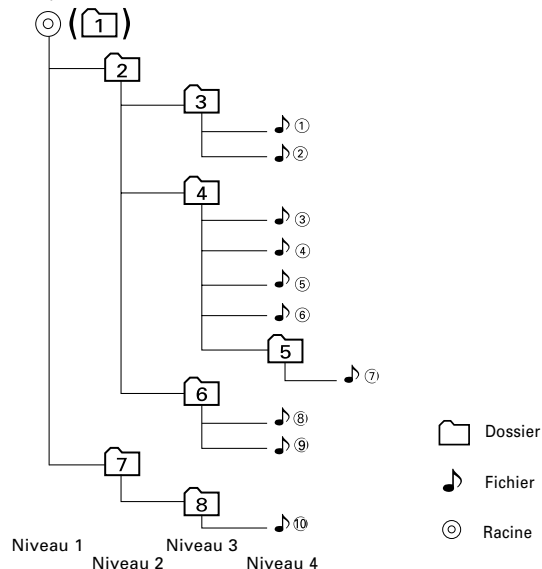 (1)
2
3
①
②
4
③
④
⑤
⑥
5
⑦
6
⑧
⑨
7
8
⑩
Dossier
Fichier
Racine
Niveau 1
Niveau 2
Niveau 3
Niveau 4